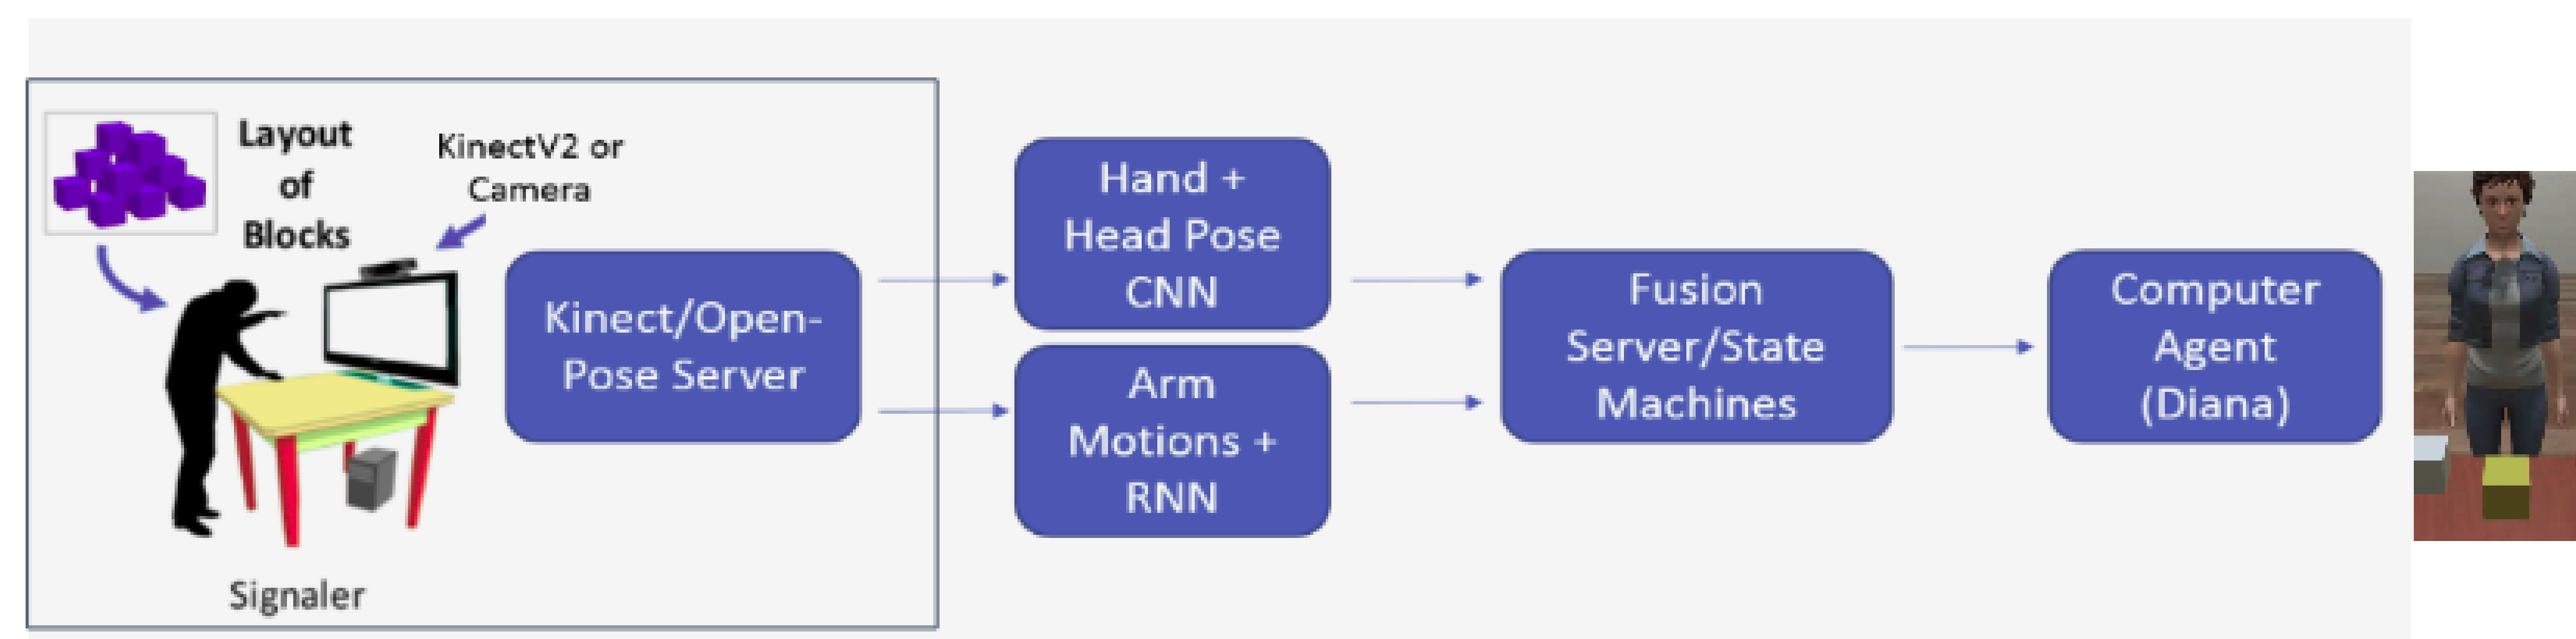 Layout
of
Blocks
KinectV2 or
Camera
Signaler
Kinect/Open-
Pose Server
Hand +
Head Pose
CNN
Arm
Motions +
RNN
Fusion
Server/State
Machines
Computer
Agent
(Diana)